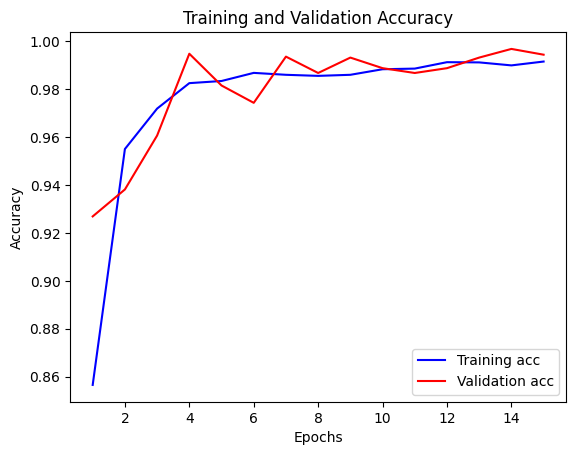 Training and Validation Accuracy
1.00
0.98
0.96
0.94
0.92
0.90
0.88
0.86
Accuracy
2 4 6 8 10 12 14
Epochs
Training acc
Validation acc